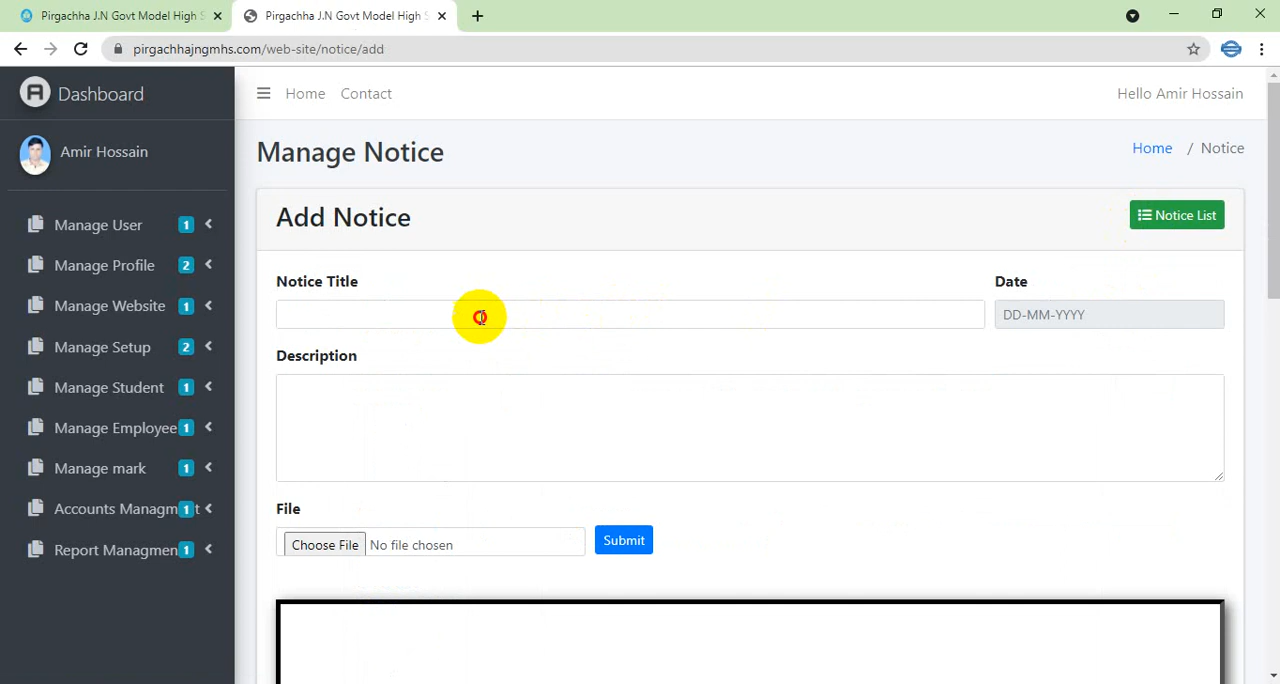 Pirgachha J.N Govt Model High S
Pirgachha J.N Govt Model High S
pirgachhajngmhs.com/web-site/notice/add
Dashboard
Home Contact
Hello Amir Hossain
Amir Hossain
Manage Notice
Home / Notice
Add Notice
Notice List
Manage User 1
Manage Profile 2
Manage Website 1
Manage Setup 2
Manage Student 1
Manage Employee 1
Manage mark 1
Accounts Managm 1 t
Report Managmen 1
Notice Title
Date
DD-MM-YYYY
Description
File
Choose File No file chosen
Submit